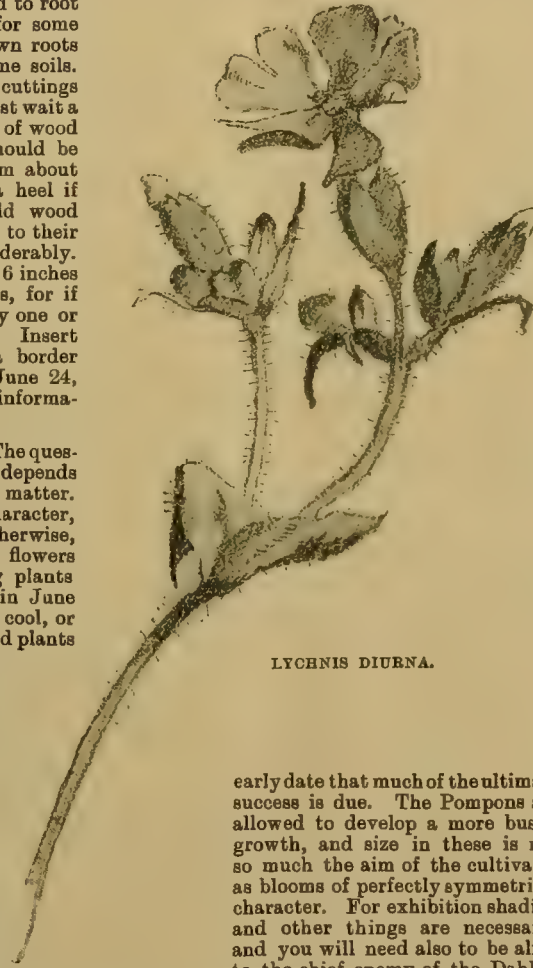 d to root
for some
wn roots
me soils.
cuttings
st wait a
of wood
hould be
m about
heel if
ld wood
to their
derably.
6 inches
s, for if
y one or
Insert
border
June 24,
informa-
The ques-
depends
matter.
aracter,
herwise,
flowers
plants
in June
cool, or
d plants
LYCHNIS DIURNA.
early date that much of the ultima
success is due. The Pompons a
allowed to develop a more bus
growth, and size in these is n
so much the aim of the cultiva
as blooms of perfectly symmetri
character. For exhibition shadi
and other things are necessa
and you will need also to be al
to the chief enemy of the Dahl